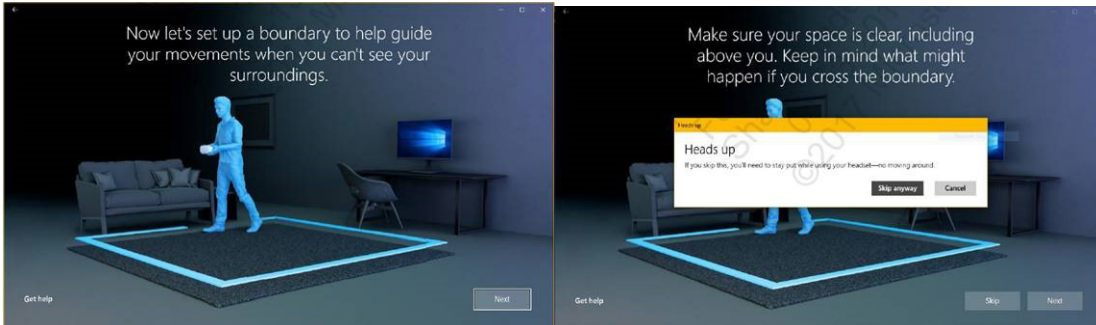 Now let's set up a boundary to help guide
your movements when you can't see your
surroundings.
Get help
Next
Make sure your space is clear, including
above you. Keep in mind what might
happen if you cross the boundary.
Heads up
Heads up
If you skip this, you'll need to stay put while using your headset—no moving around.
Skip anyway
Cancel
Get help
Skip
Next